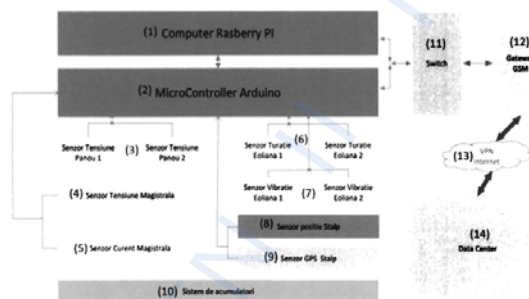 (1) Computer Rasberry PI
(2) MicroController Arduino
(11)
Switch
(12)
Gateway
GSM
Senzor Tensiune
Panou 1
(3)
Senzor Tensiune
Panou 2
Senzor Turatie
Eoliana 1
(6)
Senzor Turatie
Eoliana 2
(13)
VPN
Internet
(4)
Senzor Tensiune Magistrala
Senzor Vibratie
Eoliana 1
(7)
Senzor Vibratie
Eoliana 2
(8) Senzor pozitie Stalp
(5) Senzor Curent Magistrala
(9) Senzor GPS Stalp
(14)
Data Center
(10) Sistem de acumulatori